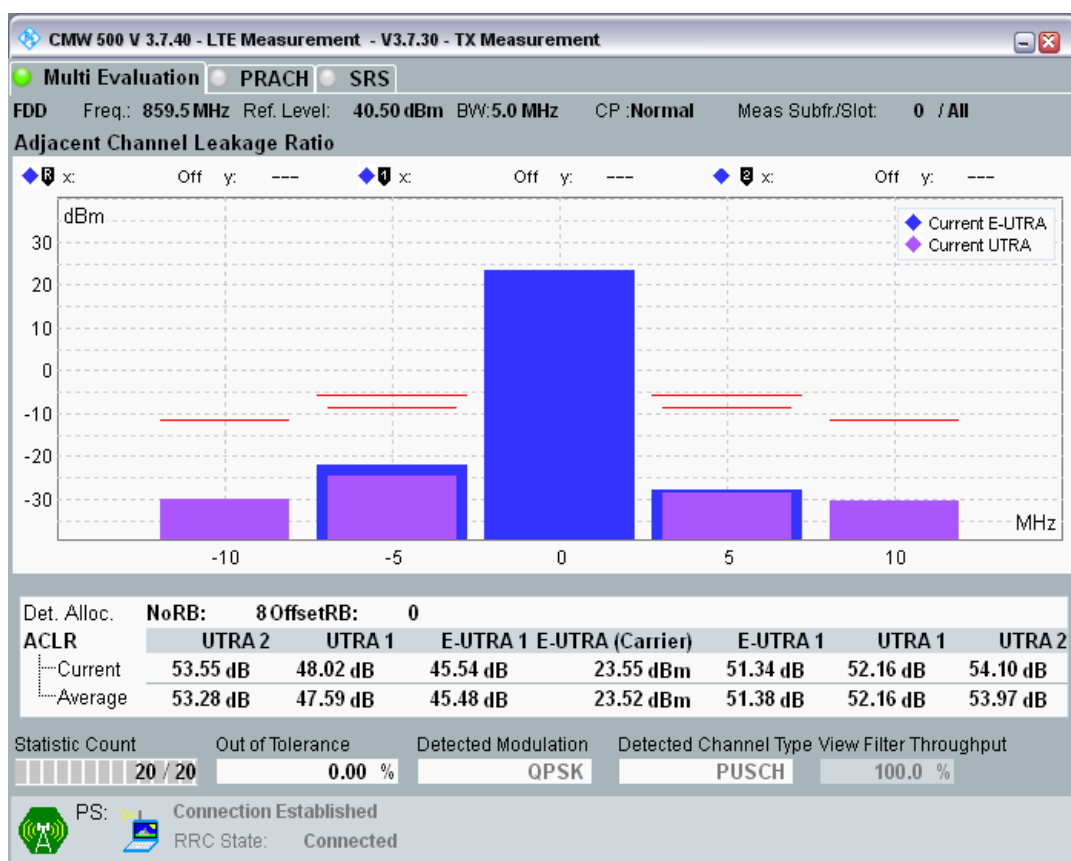 CMW 500 V 3.7.40 - LTE Measurement - V3.7.30 - TX Measurement
Multi Evaluation PRACH SRS
FDD Freq.: 859.5 MHz Ref. Level: 40.50 dBm BW:5.0 MHz CP :Normal Meas Subfr./Slot: 0 / All
Adjacent Channel Leakage Ratio
R x: Off y: --- 1 x: Off y: --- 2 x: Off y: ---
dBm
Current E-UTRA
Current UTRA
30
20
10
0
-10
-20
-30
MHz
-10 -5 0 5 10
Det. Alloc. NoRB: 8 OffsetRB: 0
ACLR UTRA 2 UTRA 1 E-UTRA 1 E-UTRA (Carrier) E-UTRA 1 UTRA 1 UTRA 2
Current 53.55 dB 48.02 dB 45.54 dB 23.55 dBm 51.34 dB 52.16 dB 54.10 dB
Average 53.28 dB 47.59 dB 45.48 dB 23.52 dBm 51.38 dB 52.16 dB 53.97 dB
Statistic Count Out of Tolerance Detected Modulation Detected Channel Type View Filter Throughput
20 / 20 0.00 % QPSK PUSCH 100.0 %
PS: Connection Established
RRC State: Connected